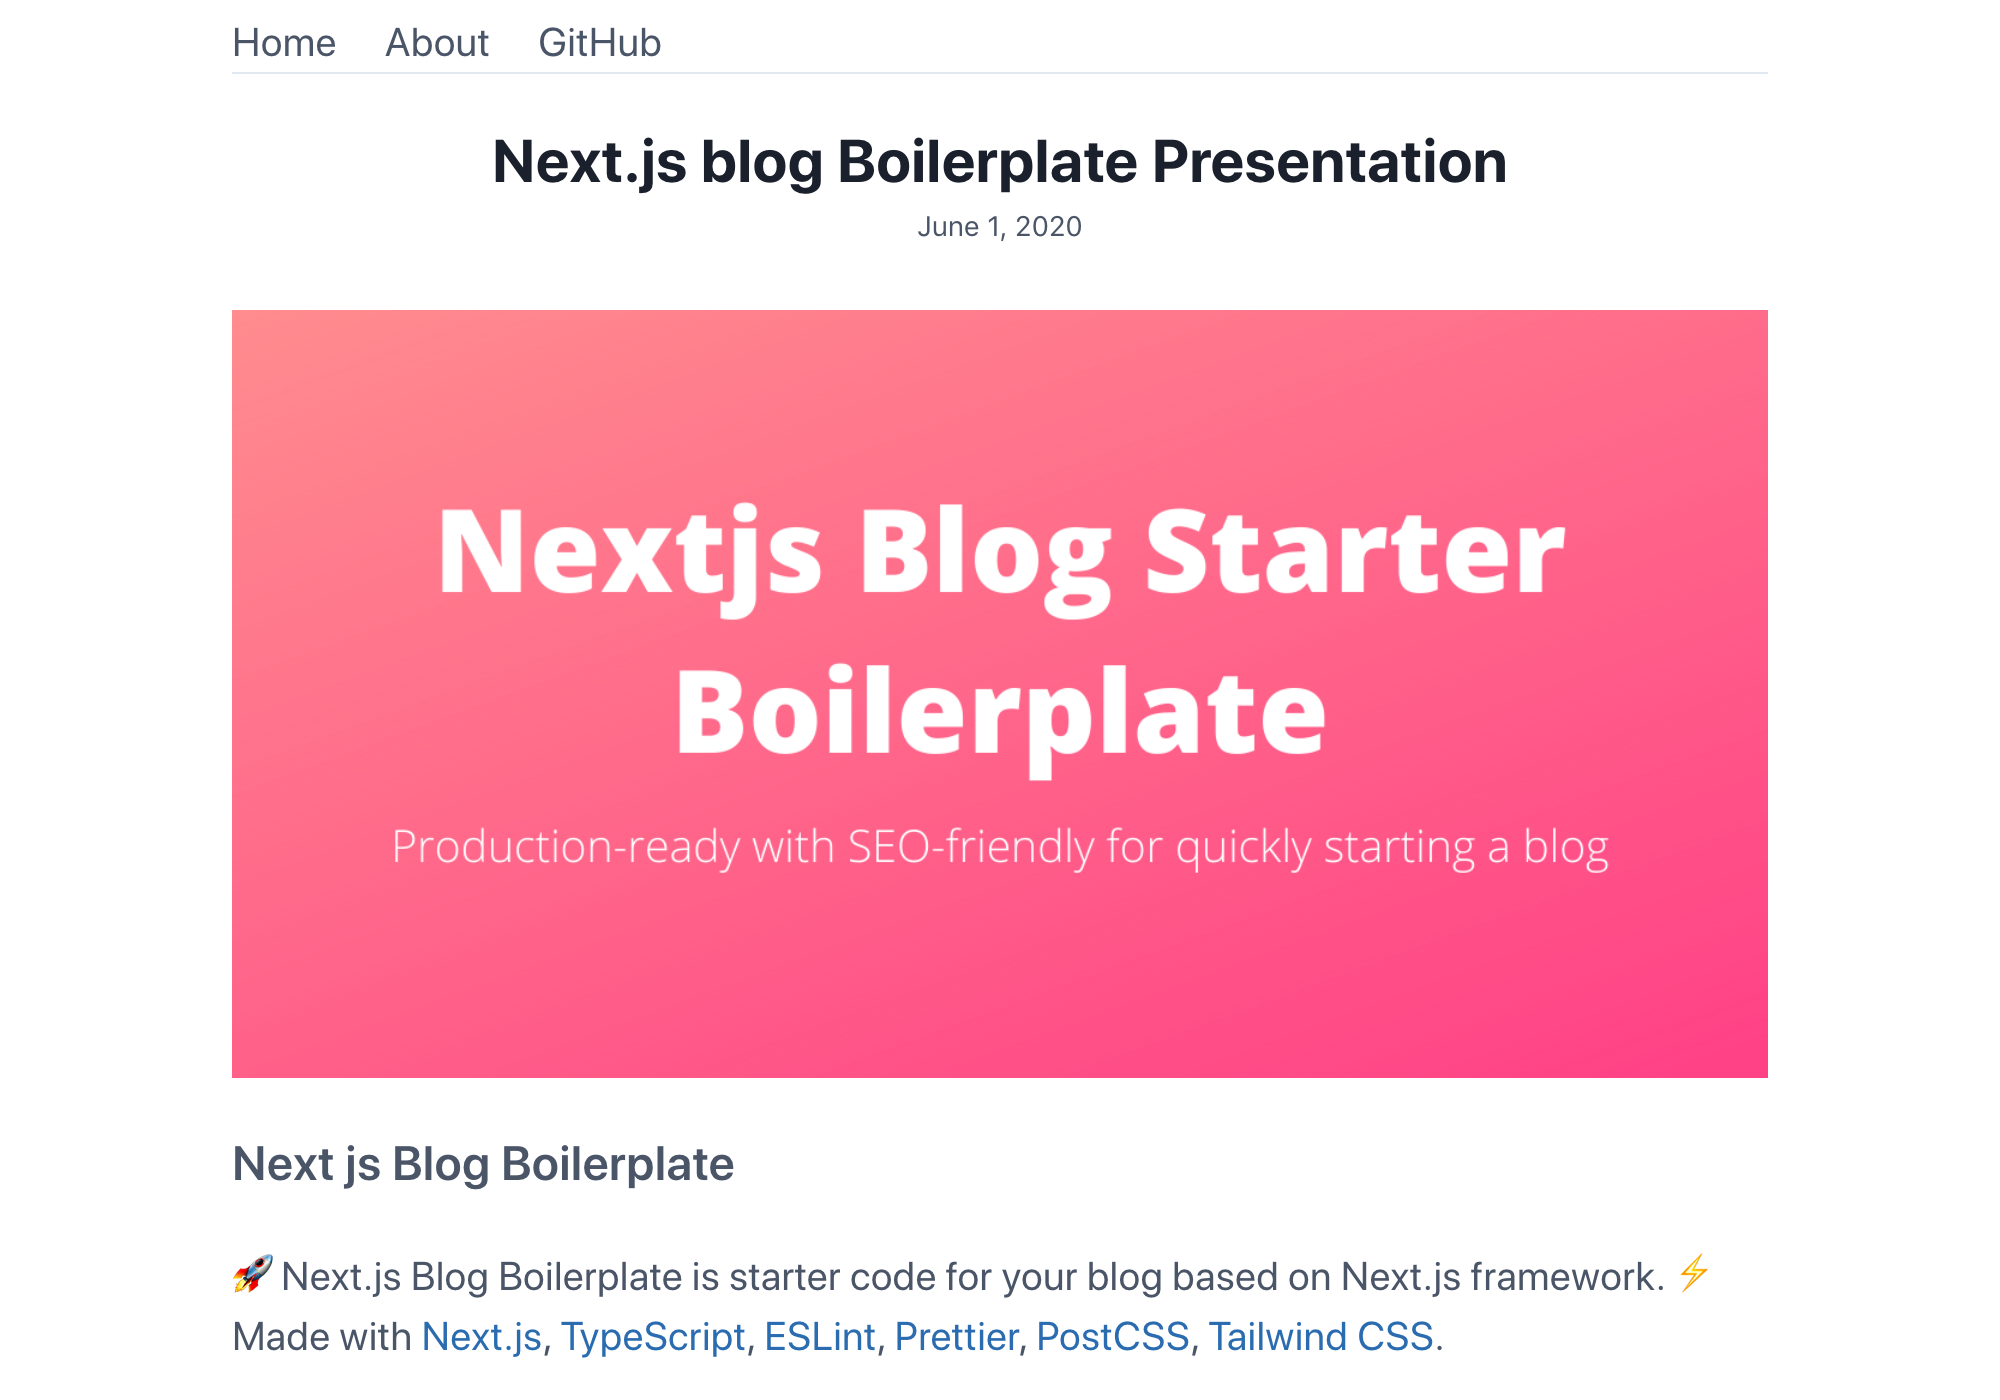 Home About GitHub
Next.js blog Boilerplate Presentation
June 1, 2020
Nextjs Blog Starter
Boilerplate
Production-ready with SEO-friendly for quickly starting a blog
Next js Blog Boilerplate
🚀 Next.js Blog Boilerplate is starter code for your blog based on Next.js framework. ⚡
Made with Next.js, TypeScript, ESLint, Prettier, PostCSS, Tailwind CSS.